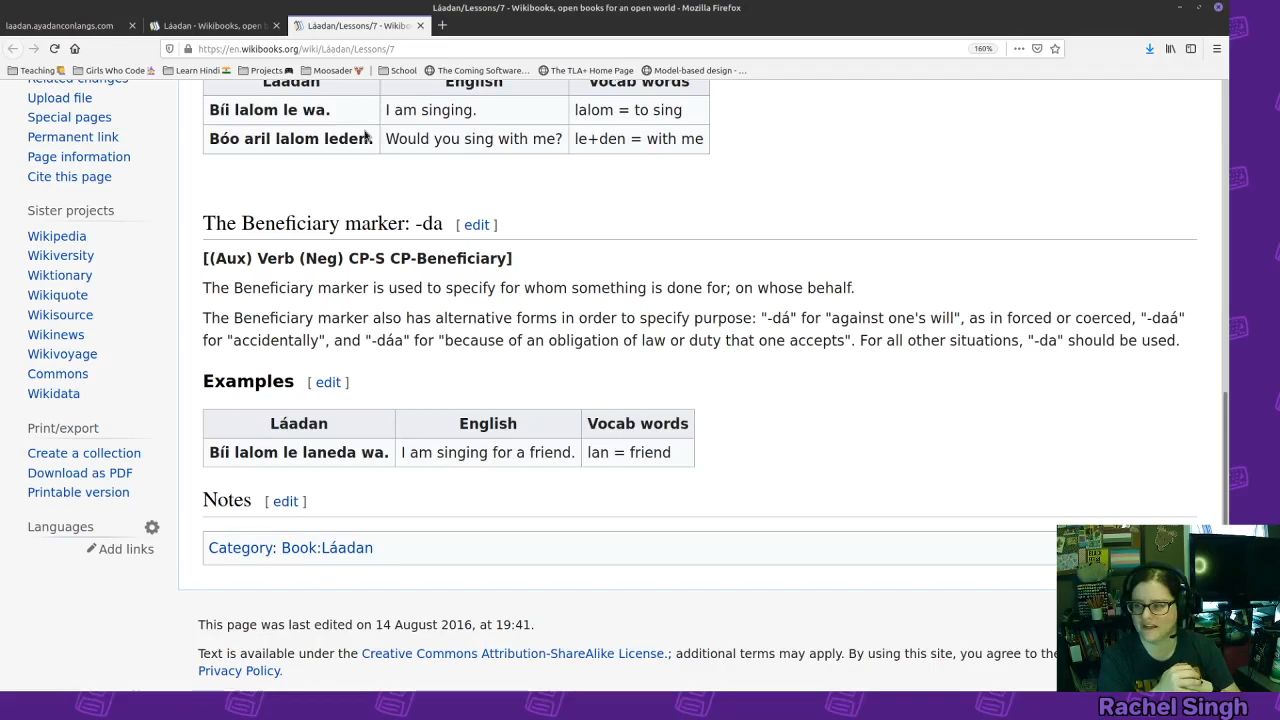 Láadan/Lessons/7 - Wikibooks, open books for an open world - Mozilla Firefox
laadan.ayadanconlangs.com
Láadan - Wikibooks, open b
Láadan/Lessons/7 - Wikibo
https://en.wikibooks.org/wiki/Láadan/Lessons/7
160%
Teaching Girls Who Code Learn Hindi Projects Moosader School The Coming Software... The TLA+ Home Page Model-based design - ...
Related changes
Upload file
Special pages
Permanent link
Page information
Cite this page
Sister projects
Wikipedia
Wikiversity
Wiktionary
Wikiquote
Wikisource
Wikinews
Wikivoyage
Commons
Wikidata
Print/export
Create a collection
Download as PDF
Printable version
Languages
Add links
Láadan English Vocab words
Bíi lalom le wa. I am singing. lalom = to sing
Bóo aril lalom leden. Would you sing with me? le+den = with me
The Beneficiary marker: -da [ edit ]
[(Aux) Verb (Neg) CP-S CP-Beneficiary]
The Beneficiary marker is used to specify for whom something is done for; on whose behalf.
The Beneficiary marker also has alternative forms in order to specify purpose: "-dá" for "against one's will", as in forced or coerced, "-daá"
for "accidentally", and "-dáa" for "because of an obligation of law or duty that one accepts". For all other situations, "-da" should be used.
Examples [ edit ]
Láadan English Vocab words
Bíi lalom le laneda wa. I am singing for a friend. lan = friend
Notes [ edit ]
Category: Book:Láadan
This page was last edited on 14 August 2016, at 19:41.
Text is available under the Creative Commons Attribution-ShareAlike License.; additional terms may apply. By using this site, you agree to the
Privacy Policy.
Rachel Singh